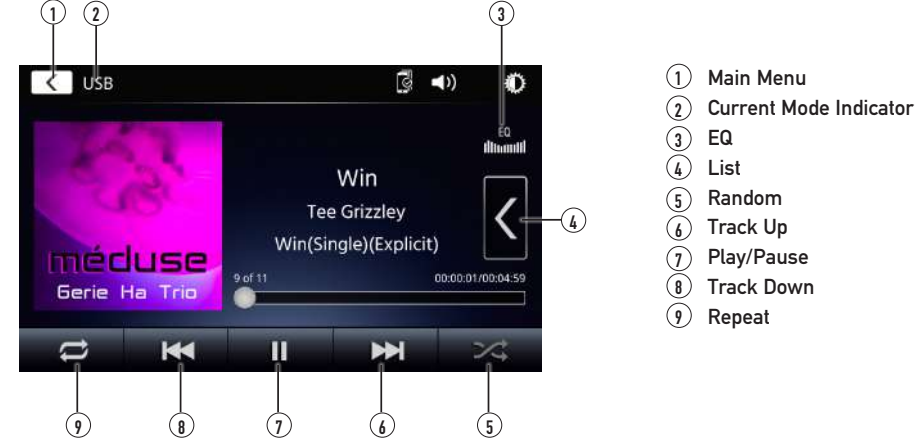 1 2 3
USB
EQ
Win
Tee Grizzley
Win(Single)(Explicit)
méduse
Gerie Ha Trio
9 of 11 00:00:01/00:04:59
4
9 8 7 6 5
1 Main Menu
2 Current Mode Indicator
3 EQ
4 List
5 Random
6 Track Up
7 Play/Pause
8 Track Down
9 Repeat